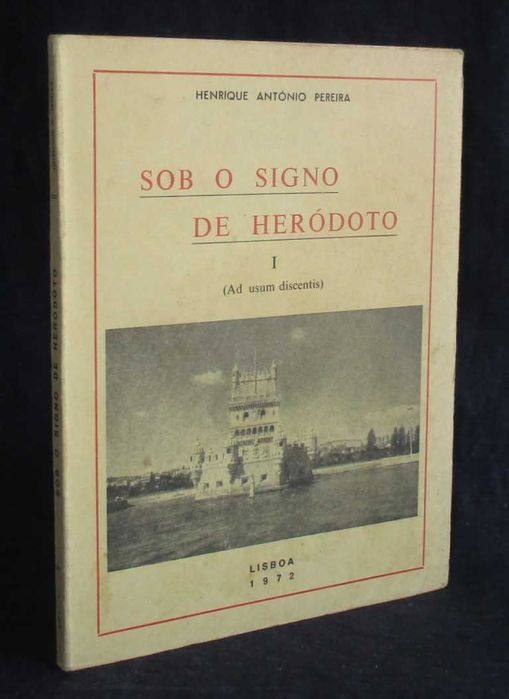 HENRIQUE ANTÓNIO PEREIRA
SOB O SIGNO
DE HERÓDOTO
I
(Ad usum discentis)
LISBOA
1972
SOB O SIGNO DE HERÓDOTO